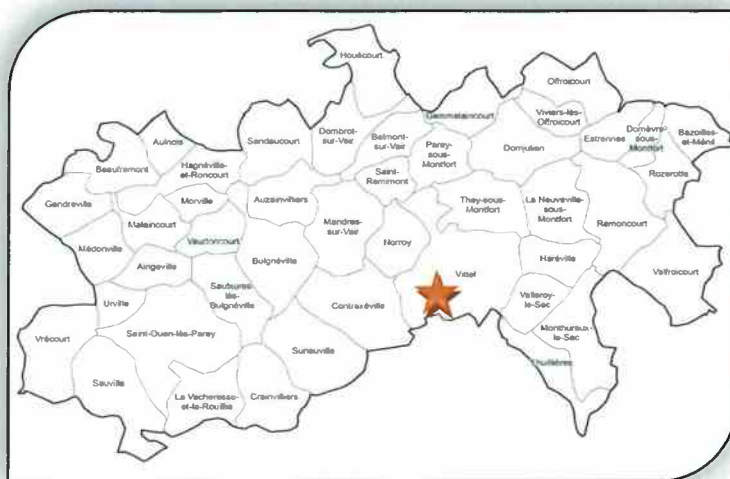 Houécourt
Offroicourt
Gemmelaincourt
Viviers-lès-
Offroicourt
Aulnois
Sandaucourt
Dombrot-
sur-Vair
Belmont-
sur-Vair
Parey-
sous-
Montfort
Domjulien
Estrennes
Domèvre-
sous-
Montfort
Bazoilles-
et-Ménil
Beaufremont
Hagnéville-
et-Roncourt
Saint-
Remimont
Rozerotte
Gendreville
Morville
Auzainvilliers
They-sous-
Montfort
La Neuveville-
sous-
Montfort
Remoncourt
Malaincourt
Mandres-
sur-Vair
Médonville
Vaudoncourt
Norroy
Aingeville
Bulgnéville
Haréville
Valfroicourt
Vittel
Urville
Saulxures-
lès-
Bulgnéville
Contrexéville
Valleroy-
le-Sec
Vrécourt
Saint-Ouen-lès-Parey
Monthureux-
le-Sec
Suriauville
Thuillières
Sauville
La Vacheresse-
et-la-Rouillie
Crainvilliers